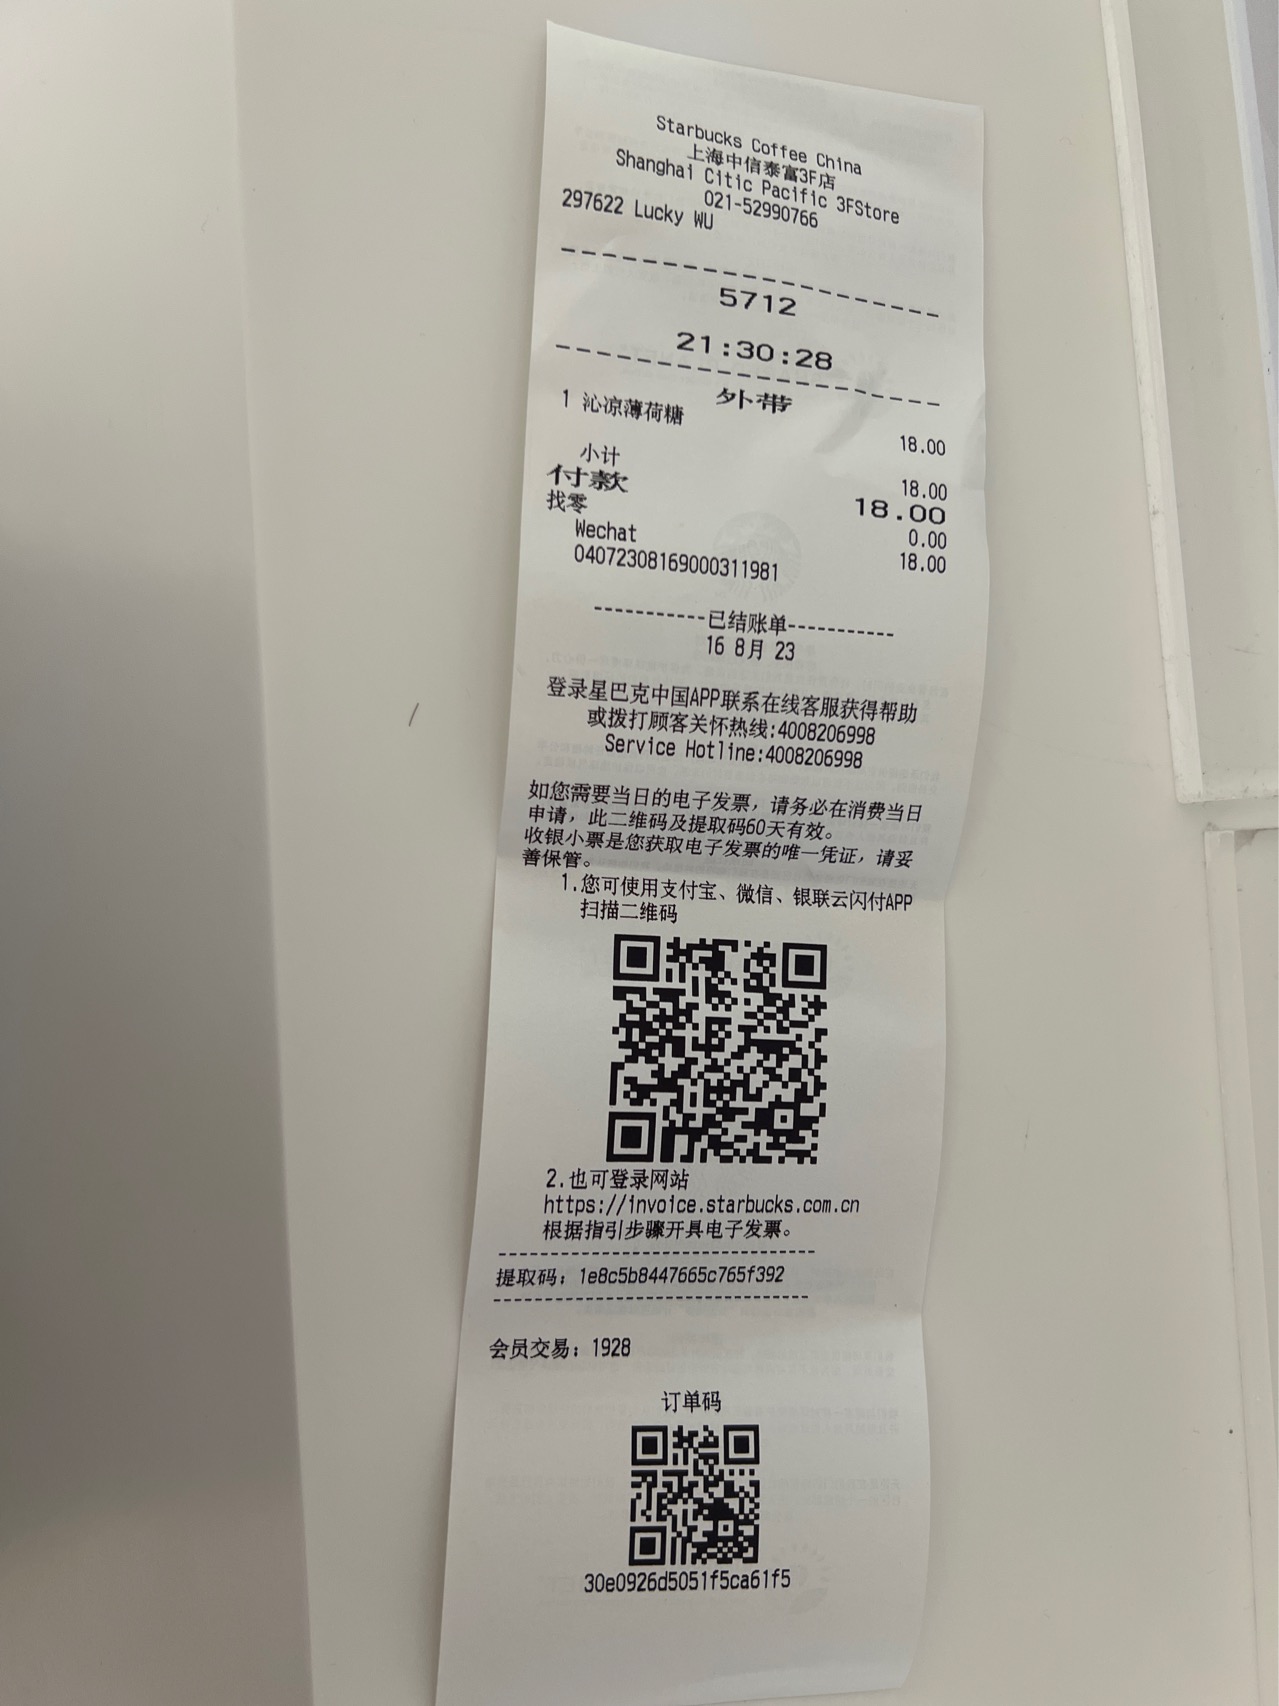 Starbucks Coffee China
上海中信泰富3F店
Shanghai Citic Pacific 3FStore
021-52990766
297622 Lucky WU
5712
21:30:28
外带
1 沁凉薄荷糖 18.00
小计 18.00
付款 18.00
找零 0.00
Wechat 18.00
04072308169000311981
-----------已结账单-----------
16 8月 23
登录星巴克中国APP联系在线客服获得帮助
或拨打顾客关怀热线:4008206998
Service Hotline:4008206998
如您需要当日的电子发票，请务必在消费当日
申请，此二维码及提取码60天有效。
收银小票是您获取电子发票的唯一凭证，请妥
善保管。
1.您可使用支付宝、微信、银联云闪付APP
扫描二维码
2.也可登录网站
https://invoice.starbucks.com.cn
根据指引步骤开具电子发票。
提取码：1e8c5b8447665c765f392
会员交易：1928
订单码
30e0926d5051f5ca61f5